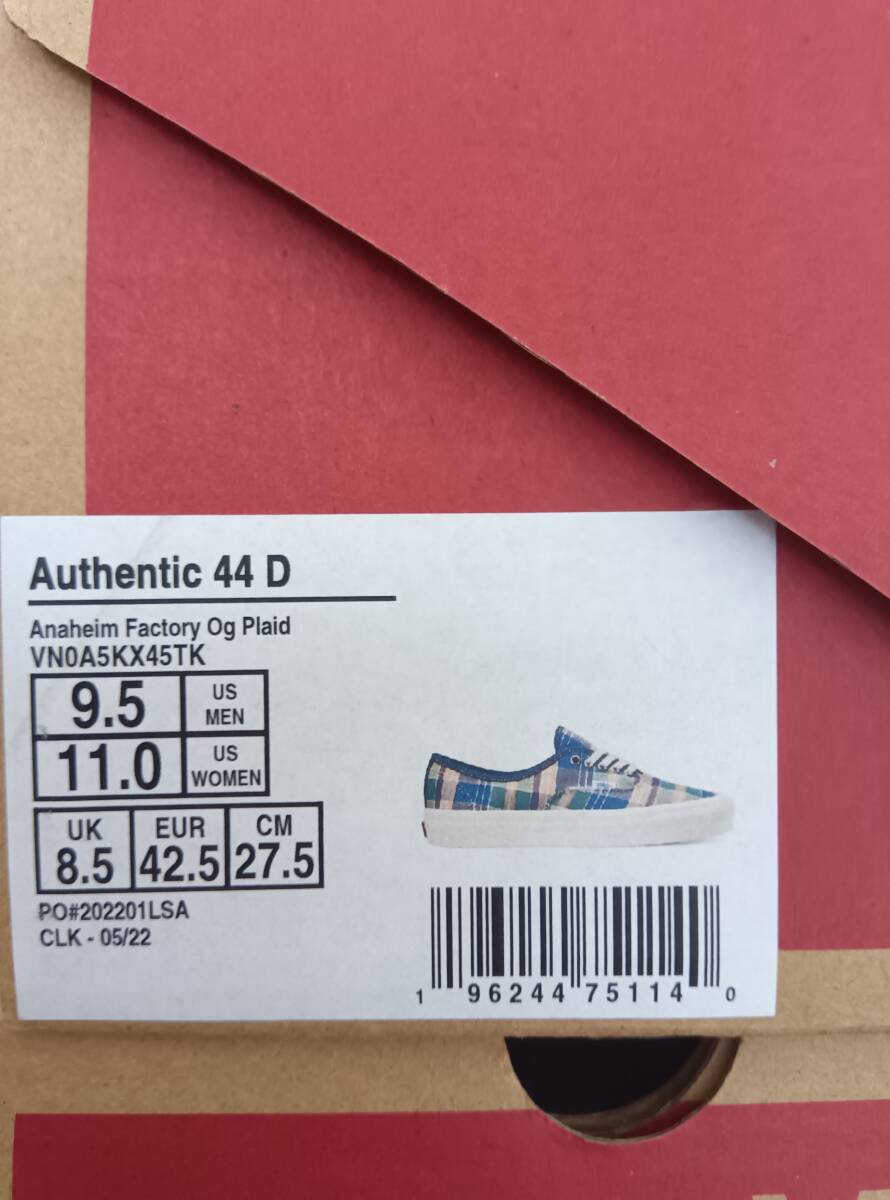 Authentic 44 D
Anaheim Factory Og Plaid
VN0A5KX45TK
9.5 US MEN
11.0 US WOMEN
UK EUR CM
8.5 42.5 27.5
PO#202201LSA
CLK - 05/22
1 96244 75114 0